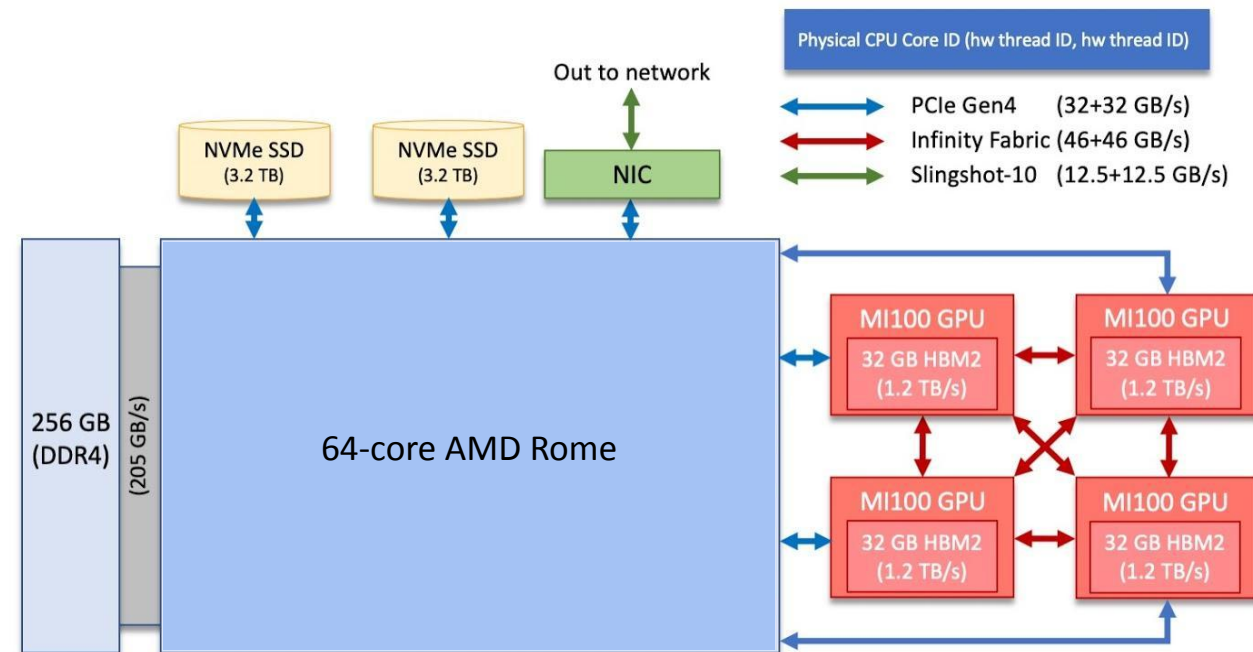 Physical CPU Core ID (hw thread ID, hw thread ID)
Out to network
PCIe Gen4 (32+32 GB/s)
Infinity Fabric (46+46 GB/s)
Slingshot-10 (12.5+12.5 GB/s)
NVMe SSD
(3.2 TB)
NVMe SSD
(3.2 TB)
NIC
256 GB
(DDR4)
(205 GB/s)
64-core AMD Rome
MI100 GPU
32 GB HBM2
(1.2 TB/s)
MI100 GPU
32 GB HBM2
(1.2 TB/s)
MI100 GPU
32 GB HBM2
(1.2 TB/s)
MI100 GPU
32 GB HBM2
(1.2 TB/s)